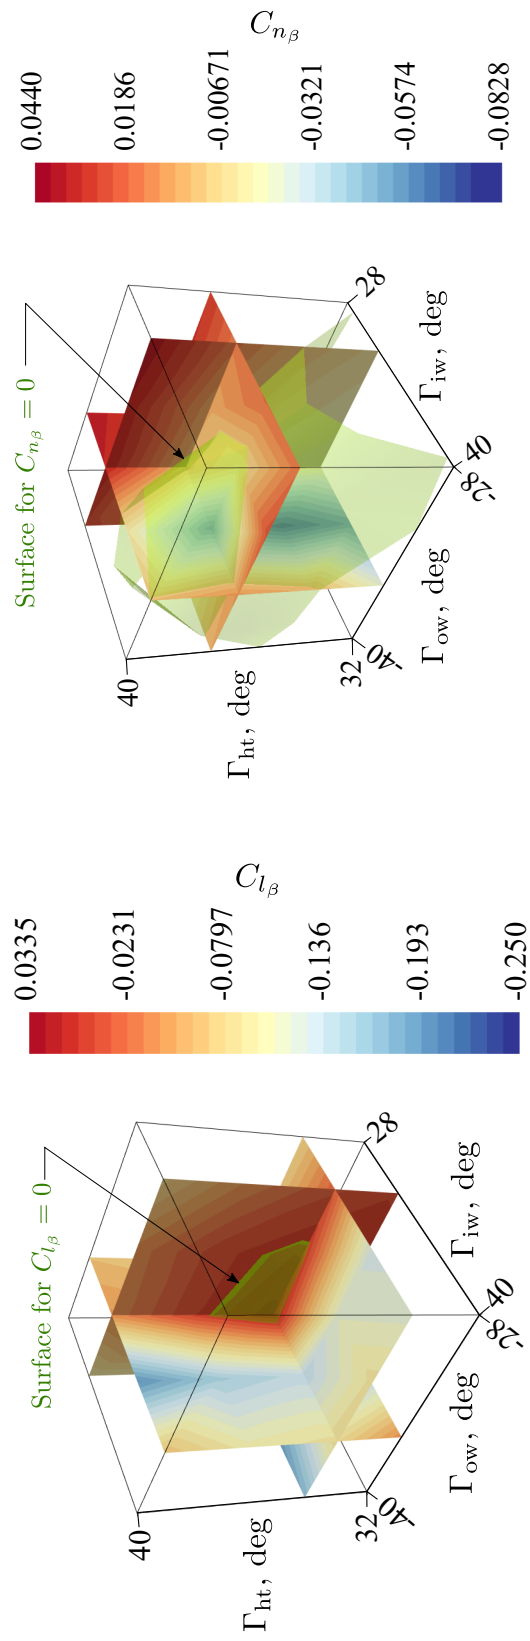 Surface for C_{n_β} = 0
C_{n_β}
0.0440
0.0186
-0.00671
-0.0321
-0.0574
-0.0828
40
32
Γ_ht, deg
-40
-28
Γ_ow, deg
40
28
Γ_iw, deg
Surface for C_{l_β} = 0
C_{l_β}
0.0335
-0.0231
-0.0797
-0.136
-0.193
-0.250
40
32
Γ_ht, deg
-40
-28
Γ_ow, deg
40
28
Γ_iw, deg